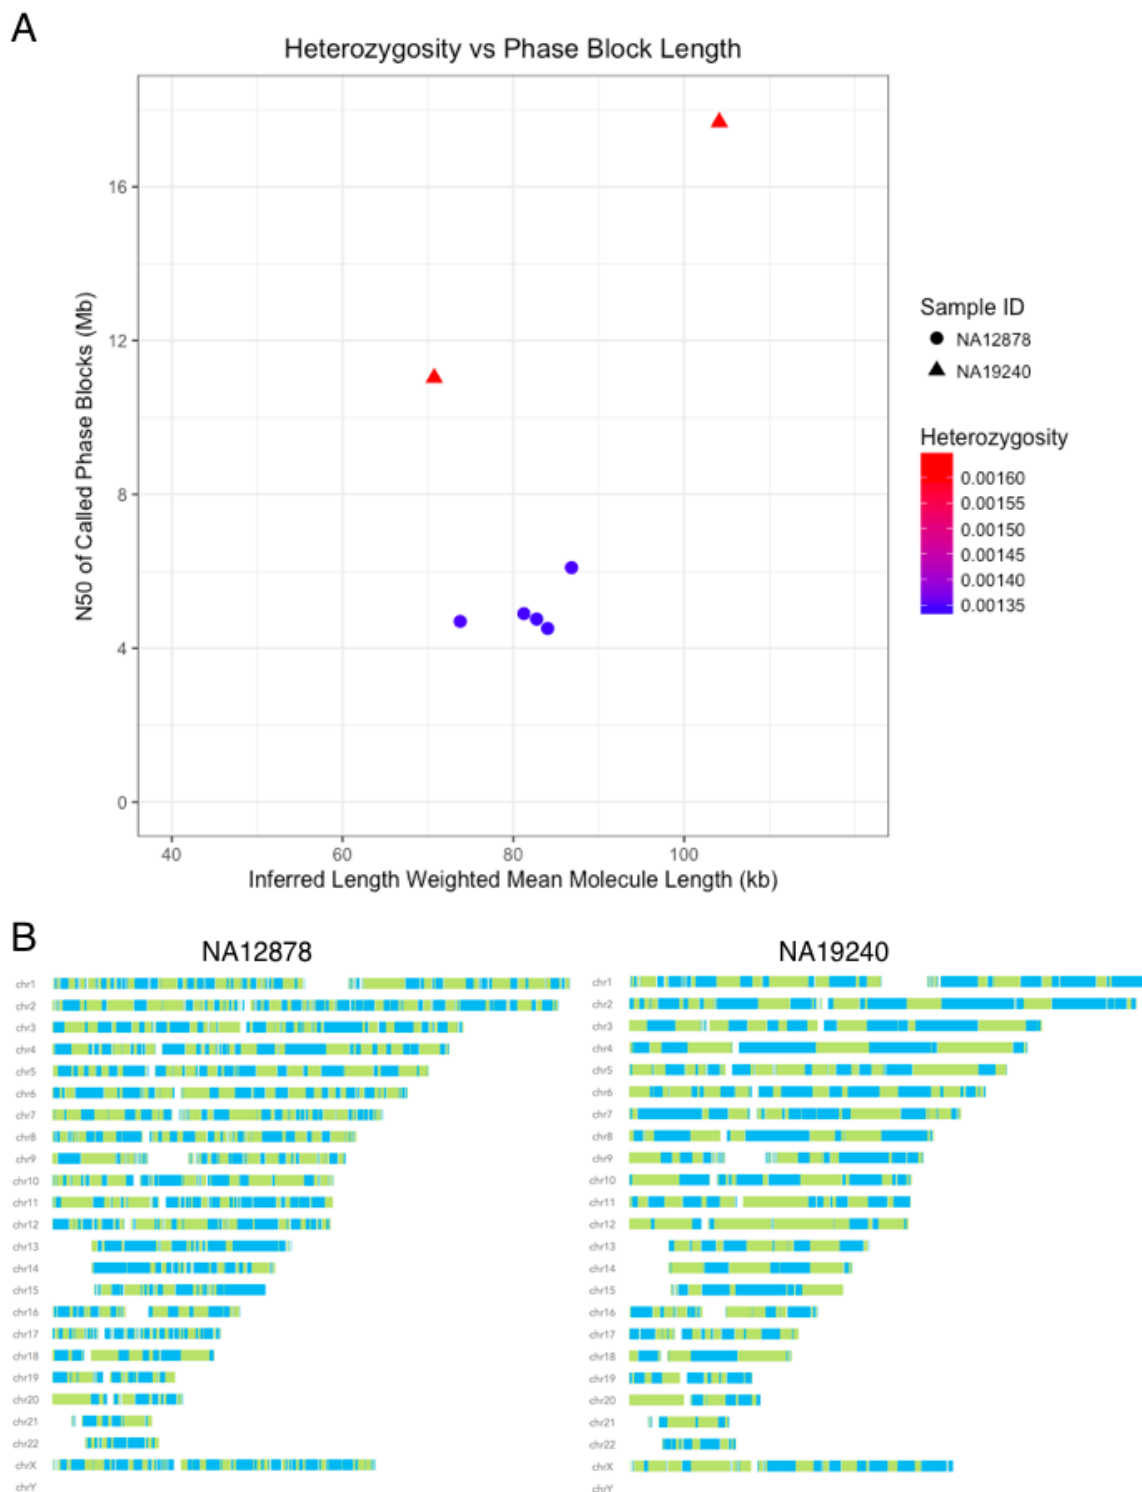 A
Heterozygosity vs Phase Block Length
N50 of Called Phase Blocks (Mb)
16
12
8
4
0
40 60 80 100
Inferred Length Weighted Mean Molecule Length (kb)
Sample ID
NA12878
NA19240
Heterozygosity
0.00160
0.00155
0.00150
0.00145
0.00140
0.00135
B
NA12878
chr1
chr2
chr3
chr4
chr5
chr6
chr7
chr8
chr9
chr10
chr11
chr12
chr13
chr14
chr15
chr16
chr17
chr18
chr19
chr20
chr21
chr22
chrX
chrY
NA19240
chr1
chr2
chr3
chr4
chr5
chr6
chr7
chr8
chr9
chr10
chr11
chr12
chr13
chr14
chr15
chr16
chr17
chr18
chr19
chr20
chr21
chr22
chrX
chrY